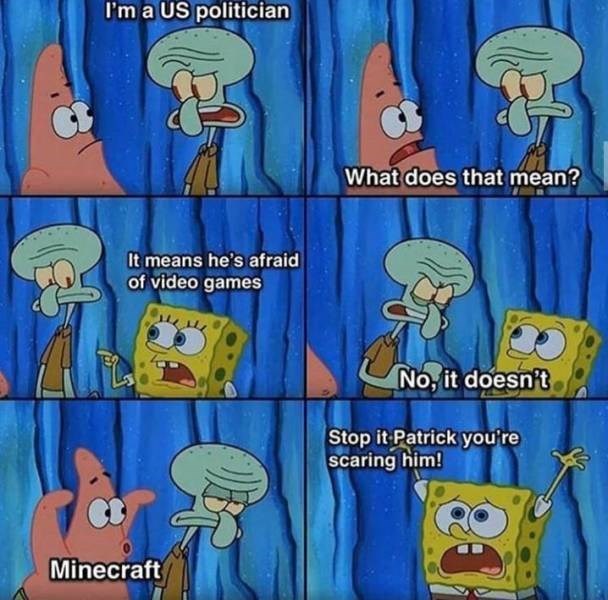 I'm a US politician
What does that mean?
It means he's afraid
of video games
No, it doesn't
Minecraft
Stop it Patrick you're
scaring him!